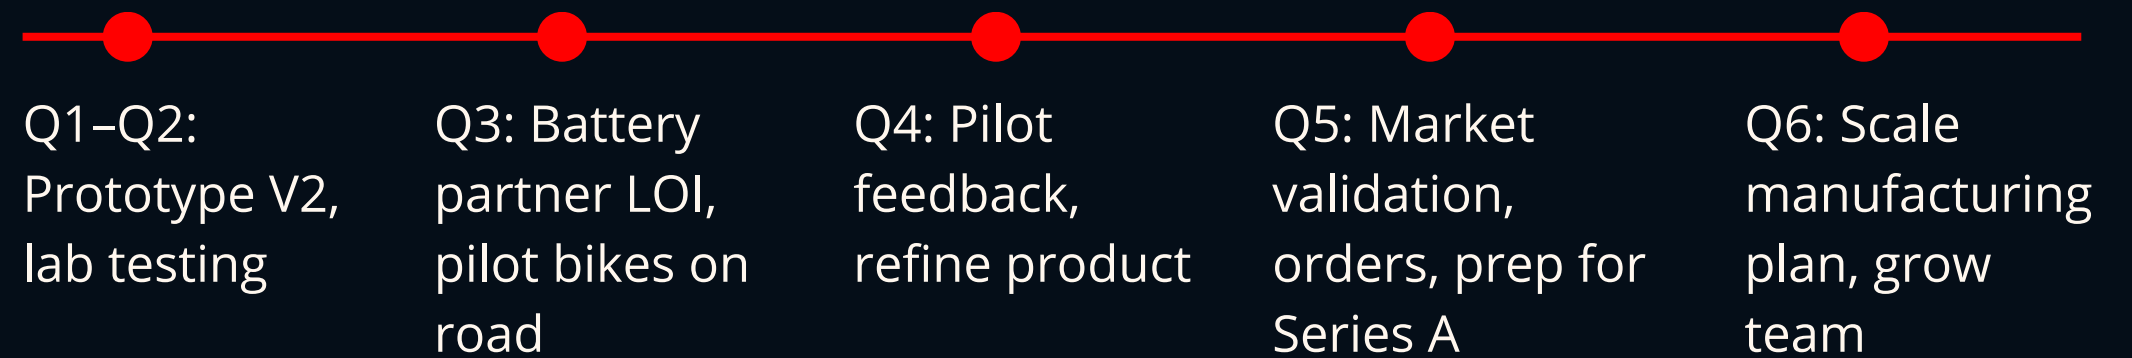 Q1–Q2:
Prototype V2,
lab testing
Q3: Battery
partner LOI,
pilot bikes on
road
Q4: Pilot
feedback,
refine product
Q5: Market
validation,
orders, prep for
Series A
Q6: Scale
manufacturing
plan, grow
team